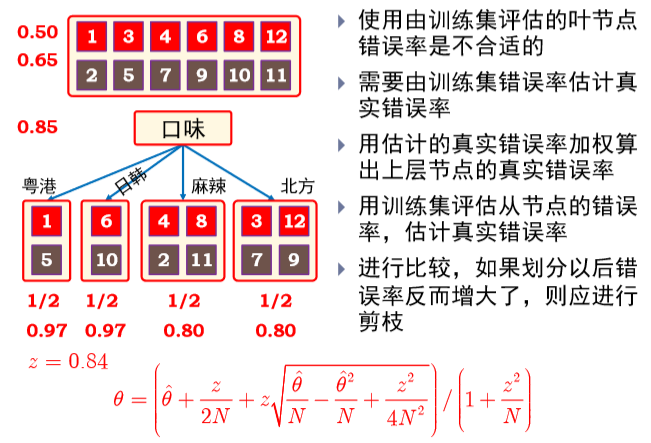 0.50
0.65
1 3 4 6 8 12
2 5 7 9 10 11
0.85
口味
粤港 日韩 麻辣 北方
1 6 4 8 3 12
5 10 2 11 7 9
1/2 1/2 1/2 1/2
0.97 0.97 0.80 0.80
z = 0.84
使用由训练集评估的叶节点
错误率是不合适的
需要由训练集错误率估计真
实错误率
用估计的真实错误率加权算
出上层节点的真实错误率
用训练集评估从节点的错误
率，估计真实错误率
进行比较，如果划分以后错
误率反而增大了，则应进行
剪枝
θ = ( θ̂ + z/2N + z√(θ̂/N − θ̂²/N + z²/4N²) ) / ( 1 + z²/N )